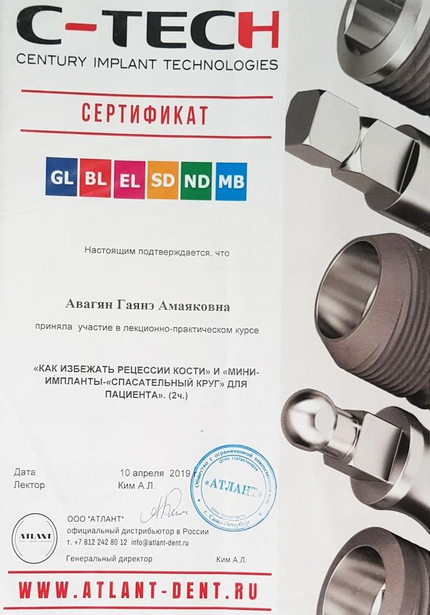 C-TECH
CENTURY IMPLANT TECHNOLOGIES
СЕРТИФИКАТ
GL BL EL SD ND MB
Настоящим подтверждается, что
Авагян Гаянэ Амаяковна
приняла участие в лекционно-практическом курсе
«КАК ИЗБЕЖАТЬ РЕЦЕССИИ КОСТИ» И «МИНИ-
ИМПЛАНТЫ-«СПАСАТЕЛЬНЫЙ КРУГ» ДЛЯ
ПАЦИЕНТА». (2ч.)
Дата 10 апреля 2019
Лектор Ким А.Л.
«АТЛАНТ»
ATLANT
ООО "АТЛАНТ"
официальный дистрибьютор в России
т. +7 812 242 80 12 info@atlant-dent.ru
Генеральный директор Ким А.Л.
WWW.ATLANT-DENT.RU